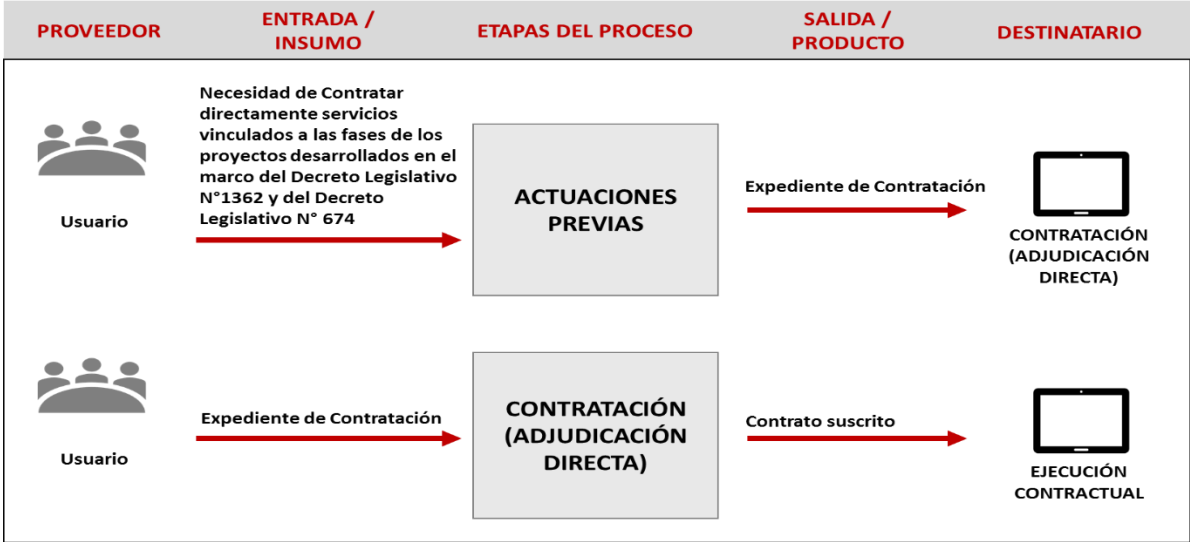 PROVEEDOR
ENTRADA /
INSUMO
ETAPAS DEL PROCESO
SALIDA /
PRODUCTO
DESTINATARIO
Usuario
Necesidad de Contratar
directamente servicios
vinculados a las fases de los
proyectos desarrollados en el
marco del Decreto Legislativo
N°1362 y del Decreto
Legislativo N° 674
ACTUACIONES
PREVIAS
Expediente de Contratación
CONTRATACIÓN
(ADJUDICACIÓN
DIRECTA)
Usuario
Expediente de Contratación
CONTRATACIÓN
(ADJUDICACIÓN
DIRECTA)
Contrato suscrito
EJECUCIÓN
CONTRACTUAL